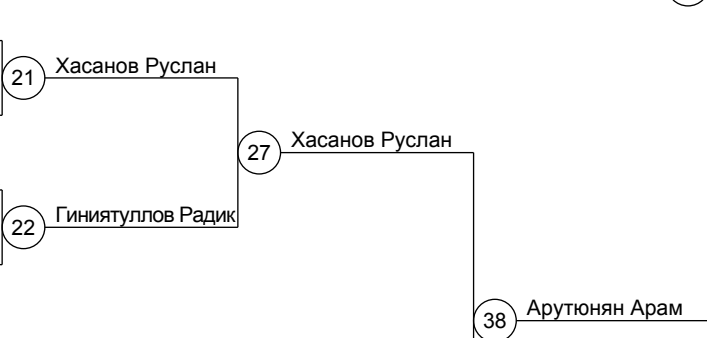 Хасанов Руслан
21
Хасанов Руслан
27
Гиниятуллов Радик
22
Арутюнян Арам
38